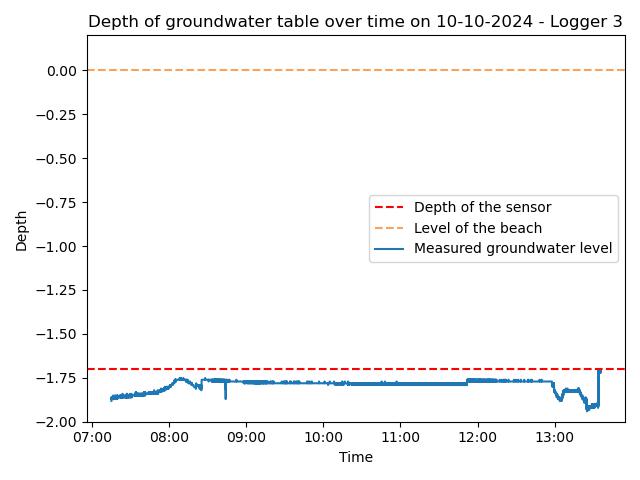 Depth of groundwater table over time on 10-10-2024 - Logger 3
0.00
−0.25
−0.50
−0.75
−1.00
−1.25
−1.50
−1.75
−2.00
Depth
Depth of the sensor
Level of the beach
Measured groundwater level
07:00 08:00 09:00 10:00 11:00 12:00 13:00
Time